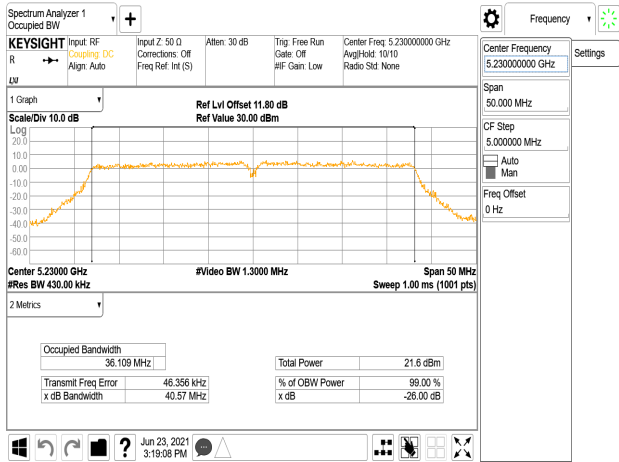 Spectrum Analyzer 1
Occupied BW
Frequency
KEYSIGHT
R
LXI
Input: RF
Coupling: DC
Align: Auto
Input Z: 50 Ω
Corrections: Off
Freq Ref: Int (S)
Atten: 30 dB
Trig: Free Run
Gate: Off
#IF Gain: Low
Center Freq: 5.230000000 GHz
Avg|Hold: 10/10
Radio Std: None
Center Frequency
5.230000000 GHz
Settings
Span
50.000 MHz
CF Step
5.000000 MHz
Auto
Man
Freq Offset
0 Hz
1 Graph
Scale/Div 10.0 dB
Ref Lvl Offset 11.80 dB
Ref Value 30.00 dBm
Log
20.0
10.0
0.00
-10.0
-20.0
-30.0
-40.0
-50.0
-60.0
Center 5.23000 GHz
#Res BW 430.00 kHz
#Video BW 1.3000 MHz
Span 50 MHz
Sweep 1.00 ms (1001 pts)
2 Metrics
Occupied Bandwidth
36.109 MHz
Total Power 21.6 dBm
Transmit Freq Error 46.356 kHz
% of OBW Power 99.00 %
x dB Bandwidth 40.57 MHz
x dB -26.00 dB
?
Jun 23, 2021
3:19:08 PM